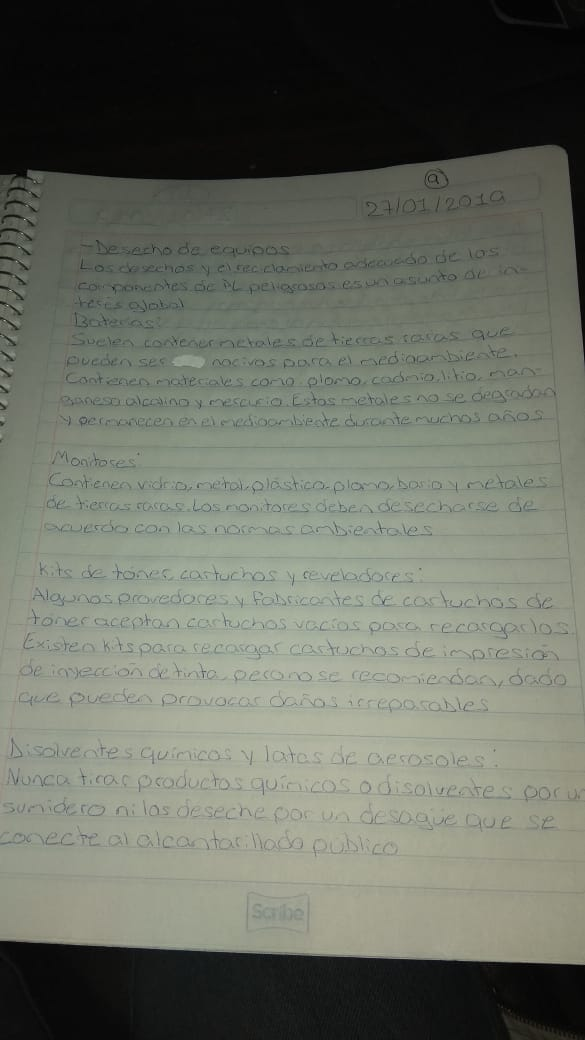 9
27/01/2019
- Desecho de equipos
Los desechos y el reciclamiento adecuado de los
componentes de PC peligrosos es un asunto de in-
terés global
Baterias:
Suelen contener metales de tierras raras que
pueden ser nocivos para el medioambiente.
Contienen materiales como plomo, cadmio, litio, man-
ganeso alcalino y mercurio. Estos metales no se degradan
y permanecen en el medioambiente durante muchos años
Monitores:
Contienen vidrio, metal, plástico, plomo, bario y metales
de tierras raras. Los monitores deben desecharse de
acuerdo con las normas ambientales
Kits de tóner, cartuchos y reveladores:
Algunos provedores y fabricantes de cartuchos de
tóner aceptan cartuchos vacios para recargarlos
Existen kits para recargar cartuchos de impresión
de inyección de tinta, pero no se recomiendan, dado
que pueden provocar daños irreparables
Disolventes químicos y latas de aerosoles:
Nunca tirar productos químicos o disolventes por un
sumidero ni los deseche por un desagüe que se
conecte al alcantarillado público
Scribe